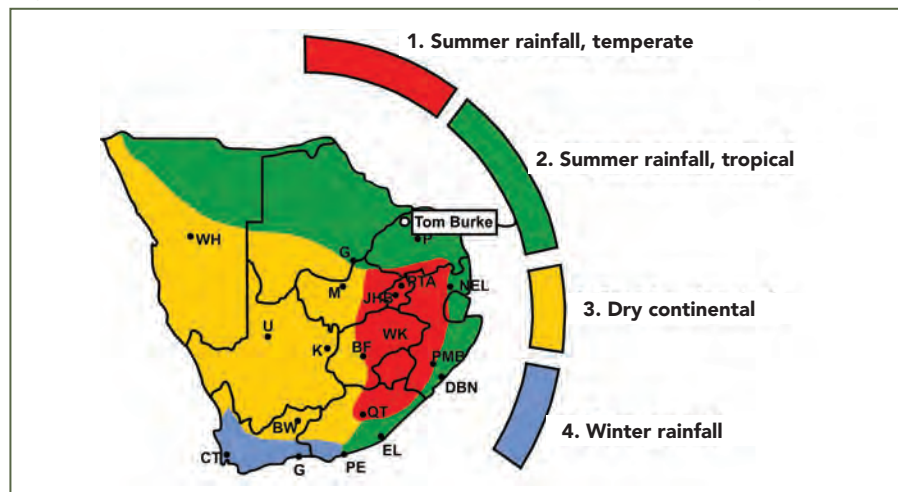 1. Summer rainfall, temperate
2. Summer rainfall, tropical
Tom Burke
P
WH
G
M
PTA
JHB
NEL
U
K
BF
WK
PMB
DBN
QT
BW
EL
CT
G
PE
3. Dry continental
4. Winter rainfall